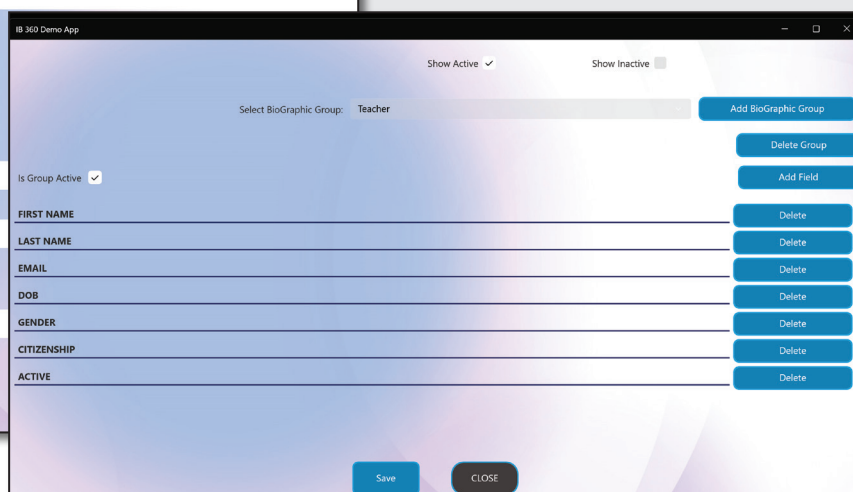 IB 360 Demo App
Show Active Show Inactive
Select BioGraphic Group: Teacher Add BioGraphic Group
Delete Group
Is Group Active Add Field
FIRST NAME Delete
LAST NAME Delete
EMAIL Delete
DOB Delete
GENDER Delete
CITIZENSHIP Delete
ACTIVE Delete
Save CLOSE